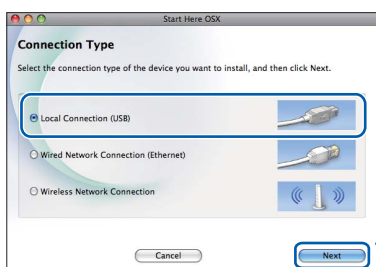 Start Here OSX
Connection Type
Select the connection type of the device you want to install, and then click Next.
Local Connection (USB)
Wired Network Connection (Ethernet)
Wireless Network Connection
Cancel
Next